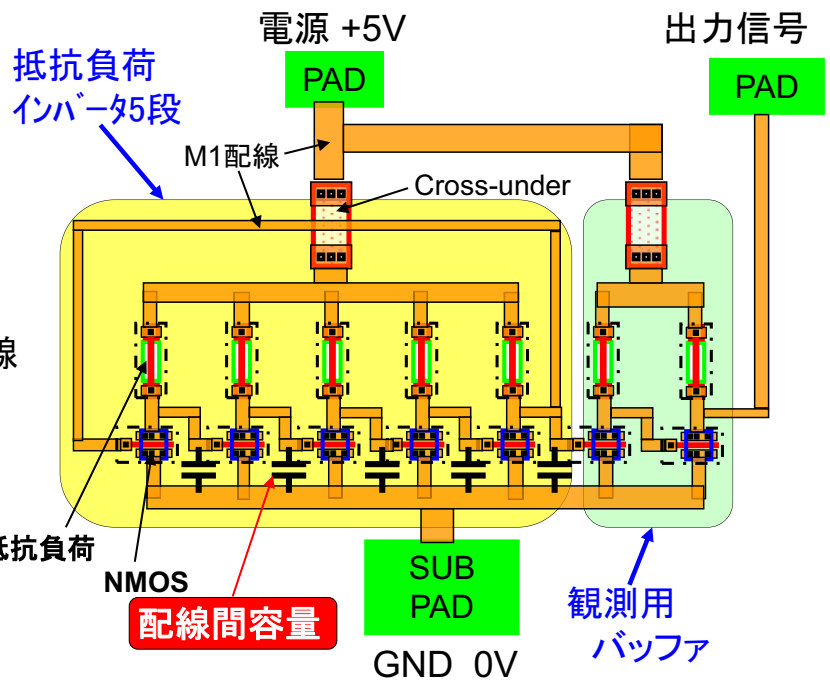 電源 +5V
出力信号
抵抗負荷
インバータ5段
PAD
PAD
M1配線
Cross-under
線
抵抗負荷
NMOS
配線間容量
SUB
PAD
観測用
バッファ
GND 0V